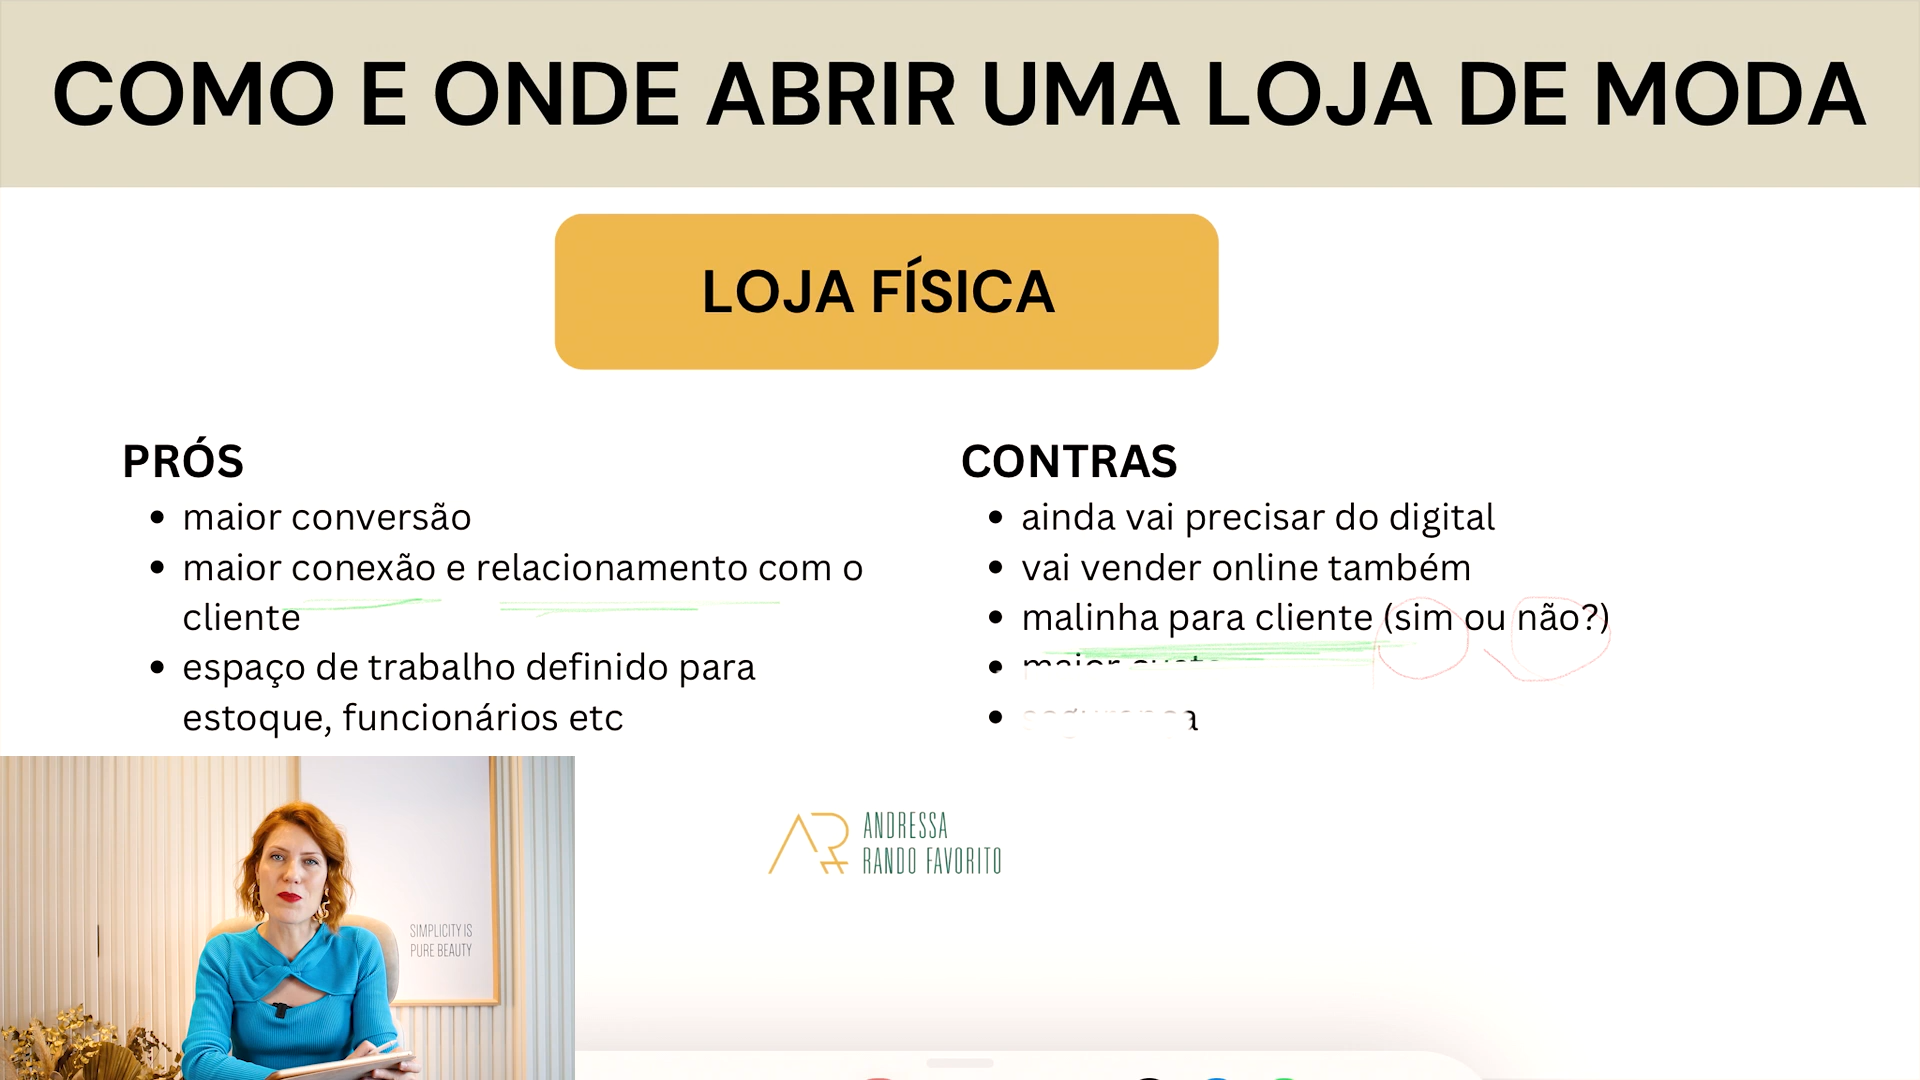 COMO E ONDE ABRIR UMA LOJA DE MODA
LOJA FÍSICA
PRÓS
• maior conversão
• maior conexão e relacionamento com o
cliente
• espaço de trabalho definido para
estoque, funcionários etc
CONTRAS
• ainda vai precisar do digital
• vai vender online também
• malinha para cliente (sim ou não?)
ANDRESSA
RANDO FAVORITO
SIMPLICITY IS
PURE BEAUTY